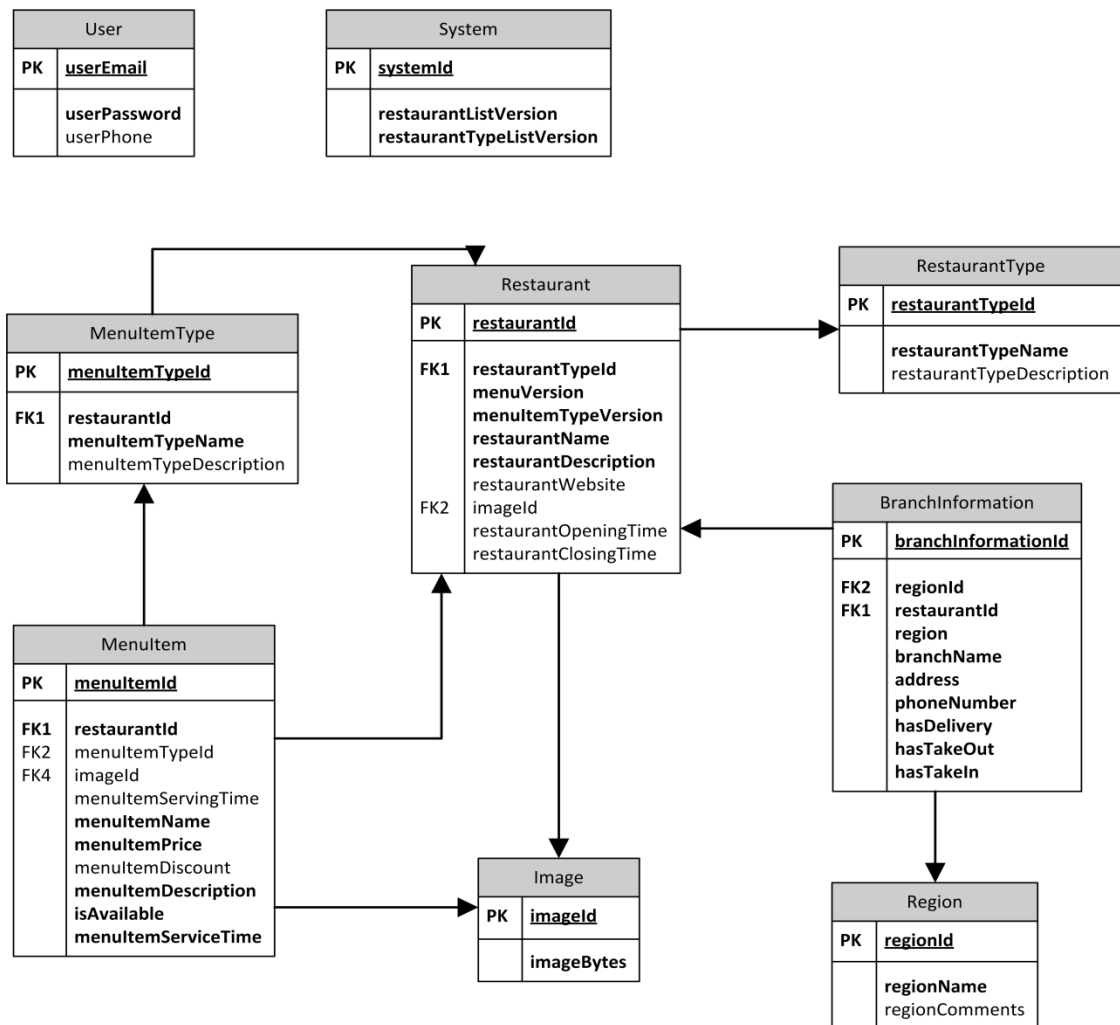 User
PK userEmail
userPassword
userPhone
System
PK systemId
restaurantListVersion
restaurantTypeListVersion
MenuItemType
PK menuItemTypeId
FK1 restaurantId
menuItemTypeName
menuItemTypeDescription
Restaurant
PK restaurantId
FK1 restaurantTypeId
menuVersion
menuItemTypeVersion
restaurantName
restaurantDescription
restaurantWebsite
FK2 imageId
restaurantOpeningTime
restaurantClosingTime
RestaurantType
PK restaurantTypeId
restaurantTypeName
restaurantTypeDescription
BranchInformation
PK branchInformationId
FK2 regionId
FK1 restaurantId
region
branchName
address
phoneNumber
hasDelivery
hasTakeOut
hasTakeIn
MenuItem
PK menuItemId
FK1 restaurantId
FK2 menuItemTypeId
FK4 imageId
menuItemServingTime
menuItemName
menuItemPrice
menuItemDiscount
menuItemDescription
isAvailable
menuItemServiceTime
Image
PK imageId
imageBytes
Region
PK regionId
regionName
regionComments